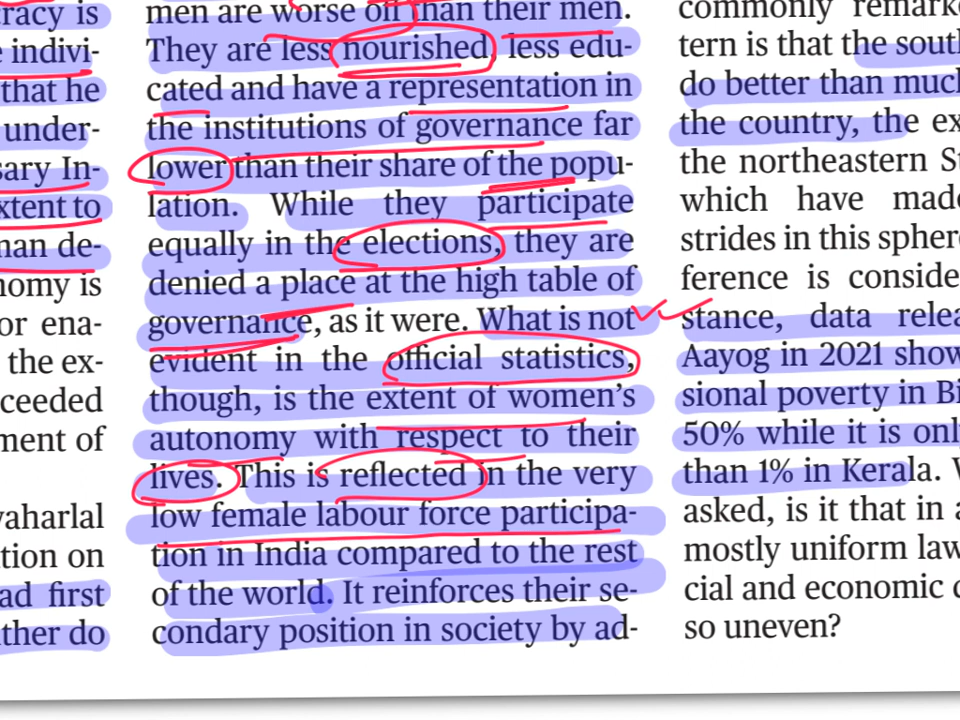 racy is
indivi-
that he
under-
sary In-
xtent to
man de-
nomy is
or ena-
the ex-
ceeded
ment of
waharlal
tion on
ad first
ther do
men are worse off than their men.
They are less nourished, less edu-
cated and have a representation in
the institutions of governance far
lower than their share of the popu-
lation. While they participate
equally in the elections, they are
denied a place at the high table of
governance, as it were. What is not
evident in the official statistics,
though, is the extent of women's
autonomy with respect to their
lives. This is reflected in the very
low female labour force participa-
tion in India compared to the rest
of the world. It reinforces their se-
condary position in society by ad-
commonly remark
tern is that the sout
do better than much
the country, the ex
the northeastern St
which have made
strides in this sphere
ference is conside
stance, data relea
Aayog in 2021 show
sional poverty in Bi
50% while it is onl
than 1% in Kerala. W
asked, is it that in a
mostly uniform law
cial and economic
so uneven?